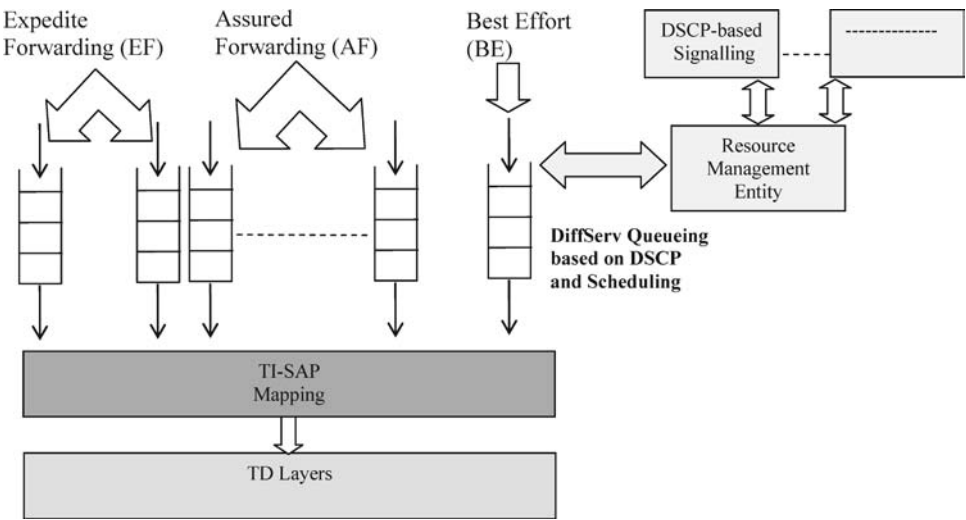 Expedite
Forwarding (EF)
Assured
Forwarding (AF)
Best Effort
(BE)
DSCP-based
Signalling
Resource
Management
Entity
DiffServ Queueing
based on DSCP
and Scheduling
TI-SAP
Mapping
TD Layers